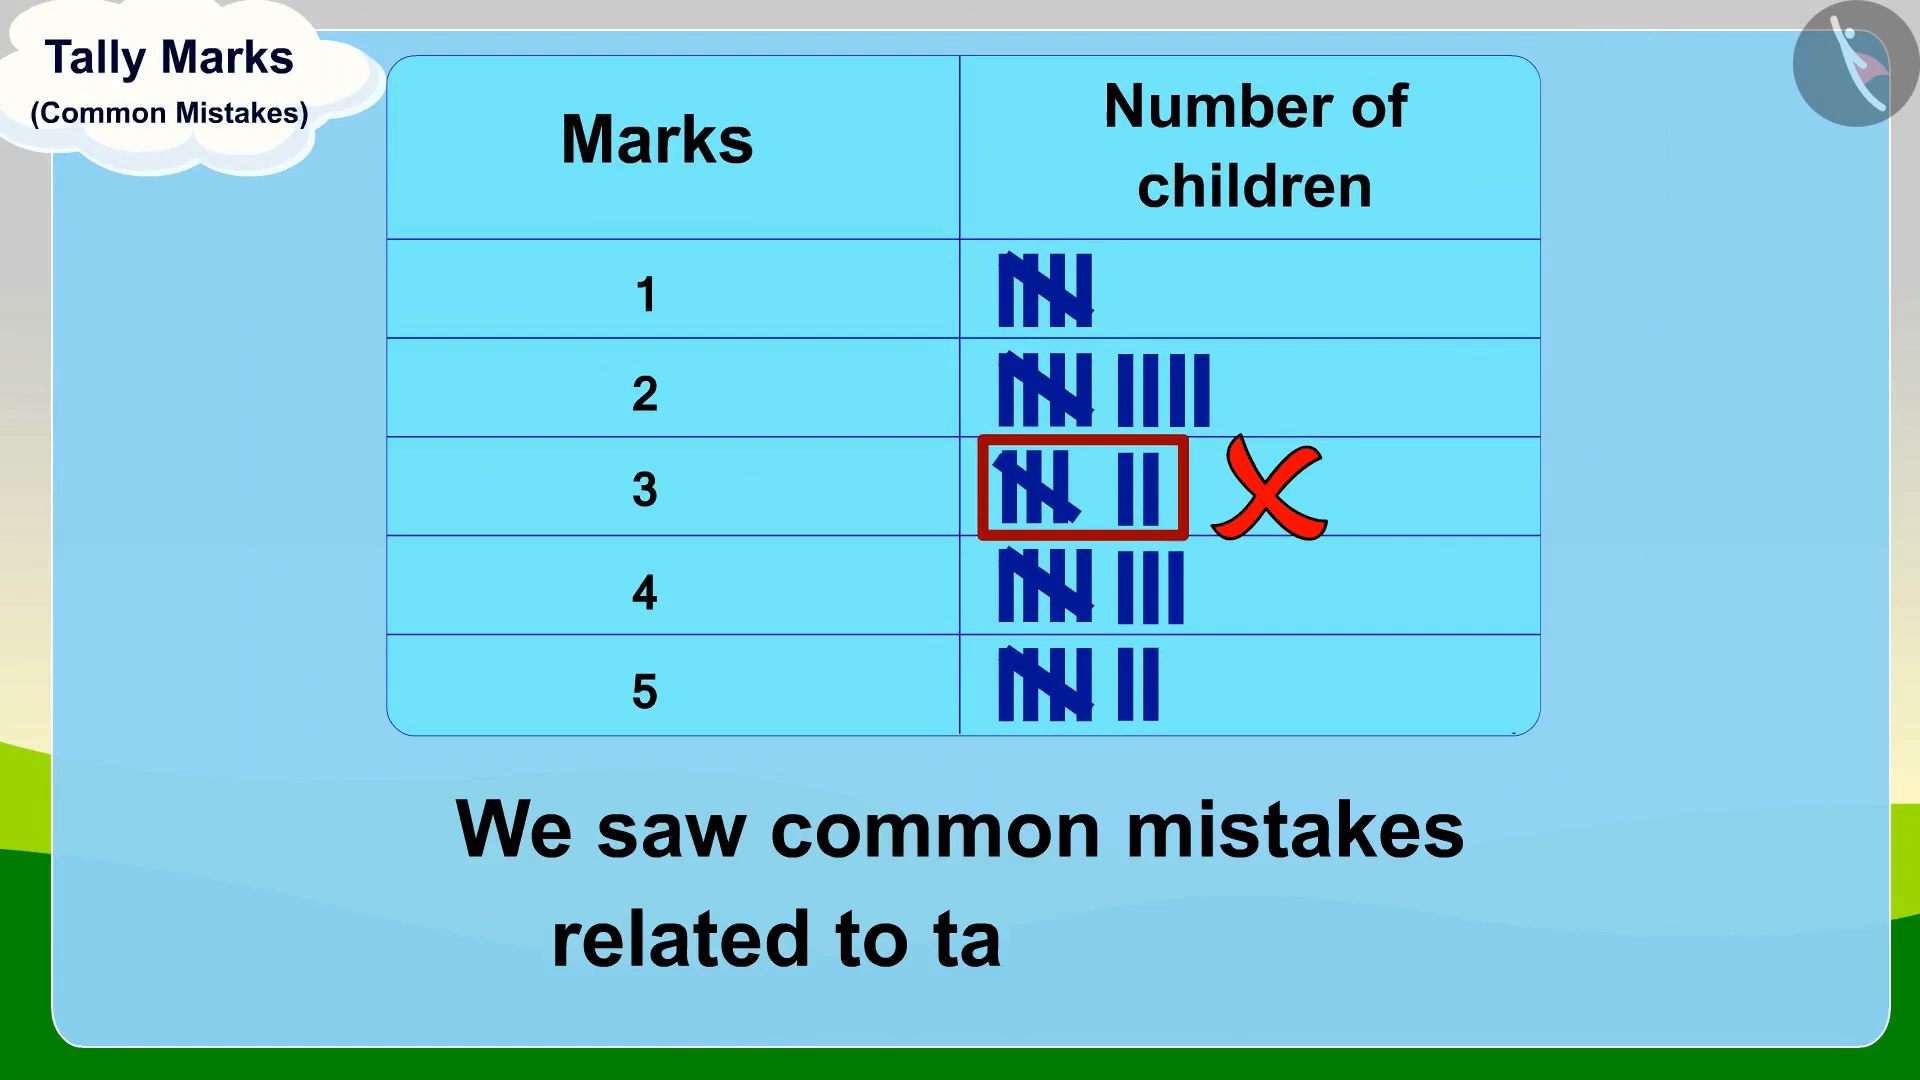 Tally Marks
(Common Mistakes)
Marks
Number of
children
1
2
3
4
5
We saw common mistakes
related to ta